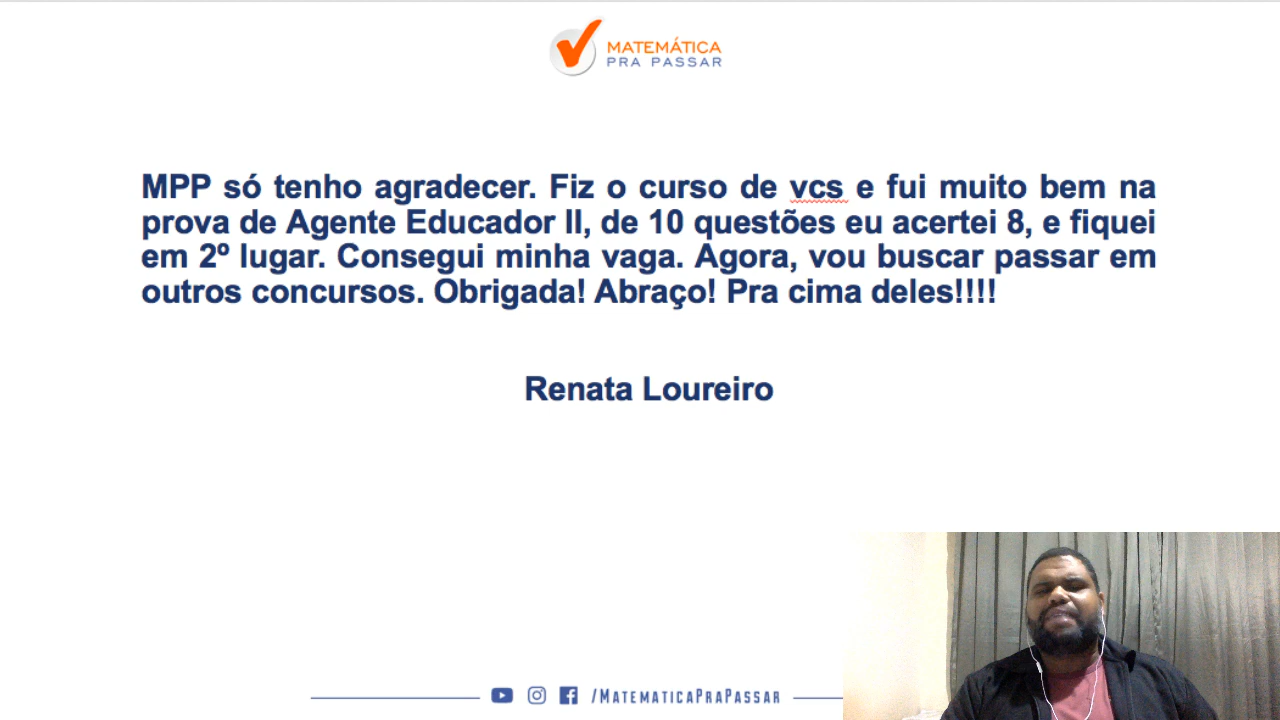 MATEMÁTICA
PRA PASSAR
MPP só tenho agradecer. Fiz o curso de vcs e fui muito bem na
prova de Agente Educador II, de 10 questões eu acertei 8, e fiquei
em 2º lugar. Consegui minha vaga. Agora, vou buscar passar em
outros concursos. Obrigada! Abraço! Pra cima deles!!!!
Renata Loureiro
/MATEMATICAPRAPASSAR